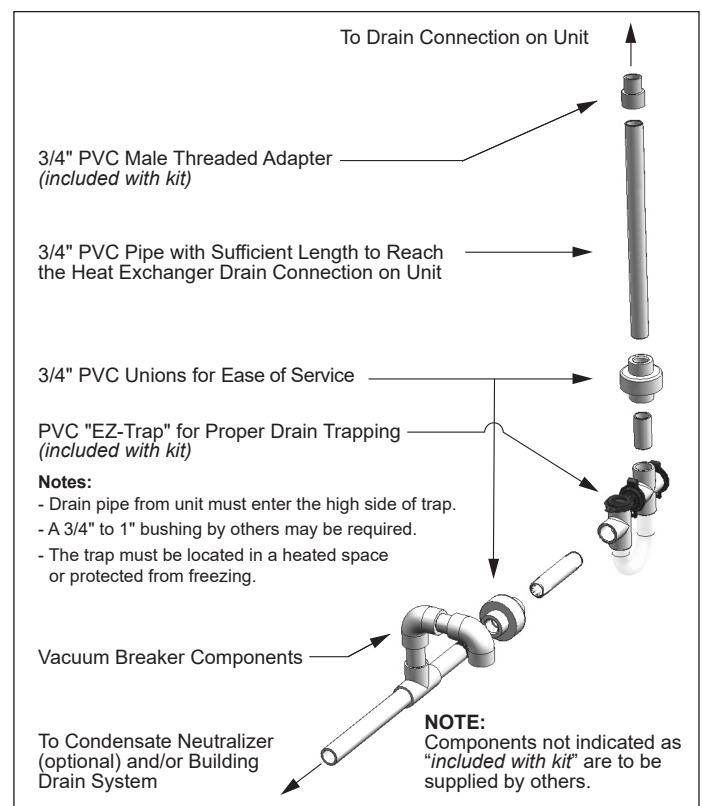 To Drain Connection on Unit
3/4" PVC Male Threaded Adapter
(included with kit)
3/4" PVC Pipe with Sufficient Length to Reach
the Heat Exchanger Drain Connection on Unit
3/4" PVC Unions for Ease of Service
PVC "EZ-Trap" for Proper Drain Trapping
(included with kit)
Notes:
- Drain pipe from unit must enter the high side of trap.
- A 3/4" to 1" bushing by others may be required.
- The trap must be located in a heated space
or protected from freezing.
Vacuum Breaker Components
To Condensate Neutralizer
(optional) and/or Building
Drain System
NOTE:
Components not indicated as
“included with kit” are to be
supplied by others.